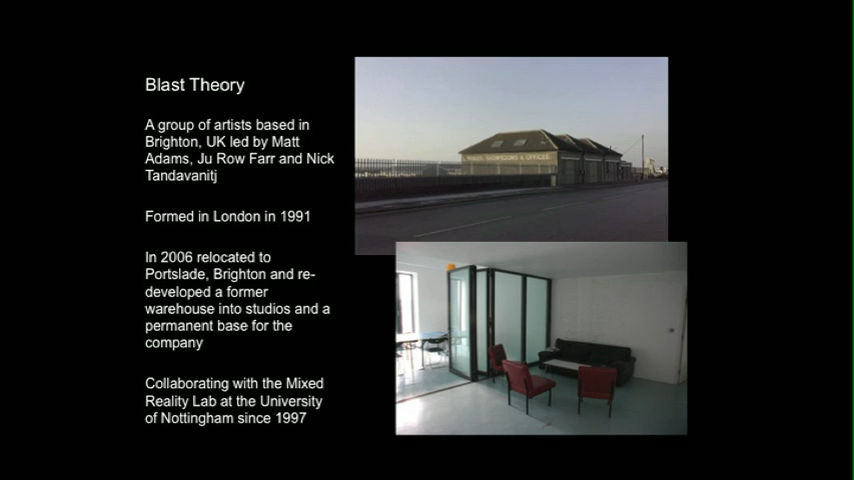 Blast Theory
A group of artists based in
Brighton, UK led by Matt
Adams, Ju Row Farr and Nick
Tandavanitj
Formed in London in 1991
In 2006 relocated to
Portslade, Brighton and re-
developed a former
warehouse into studios and a
permanent base for the
company
Collaborating with the Mixed
Reality Lab at the University
of Nottingham since 1997
SHOWROOMS & OFFICES